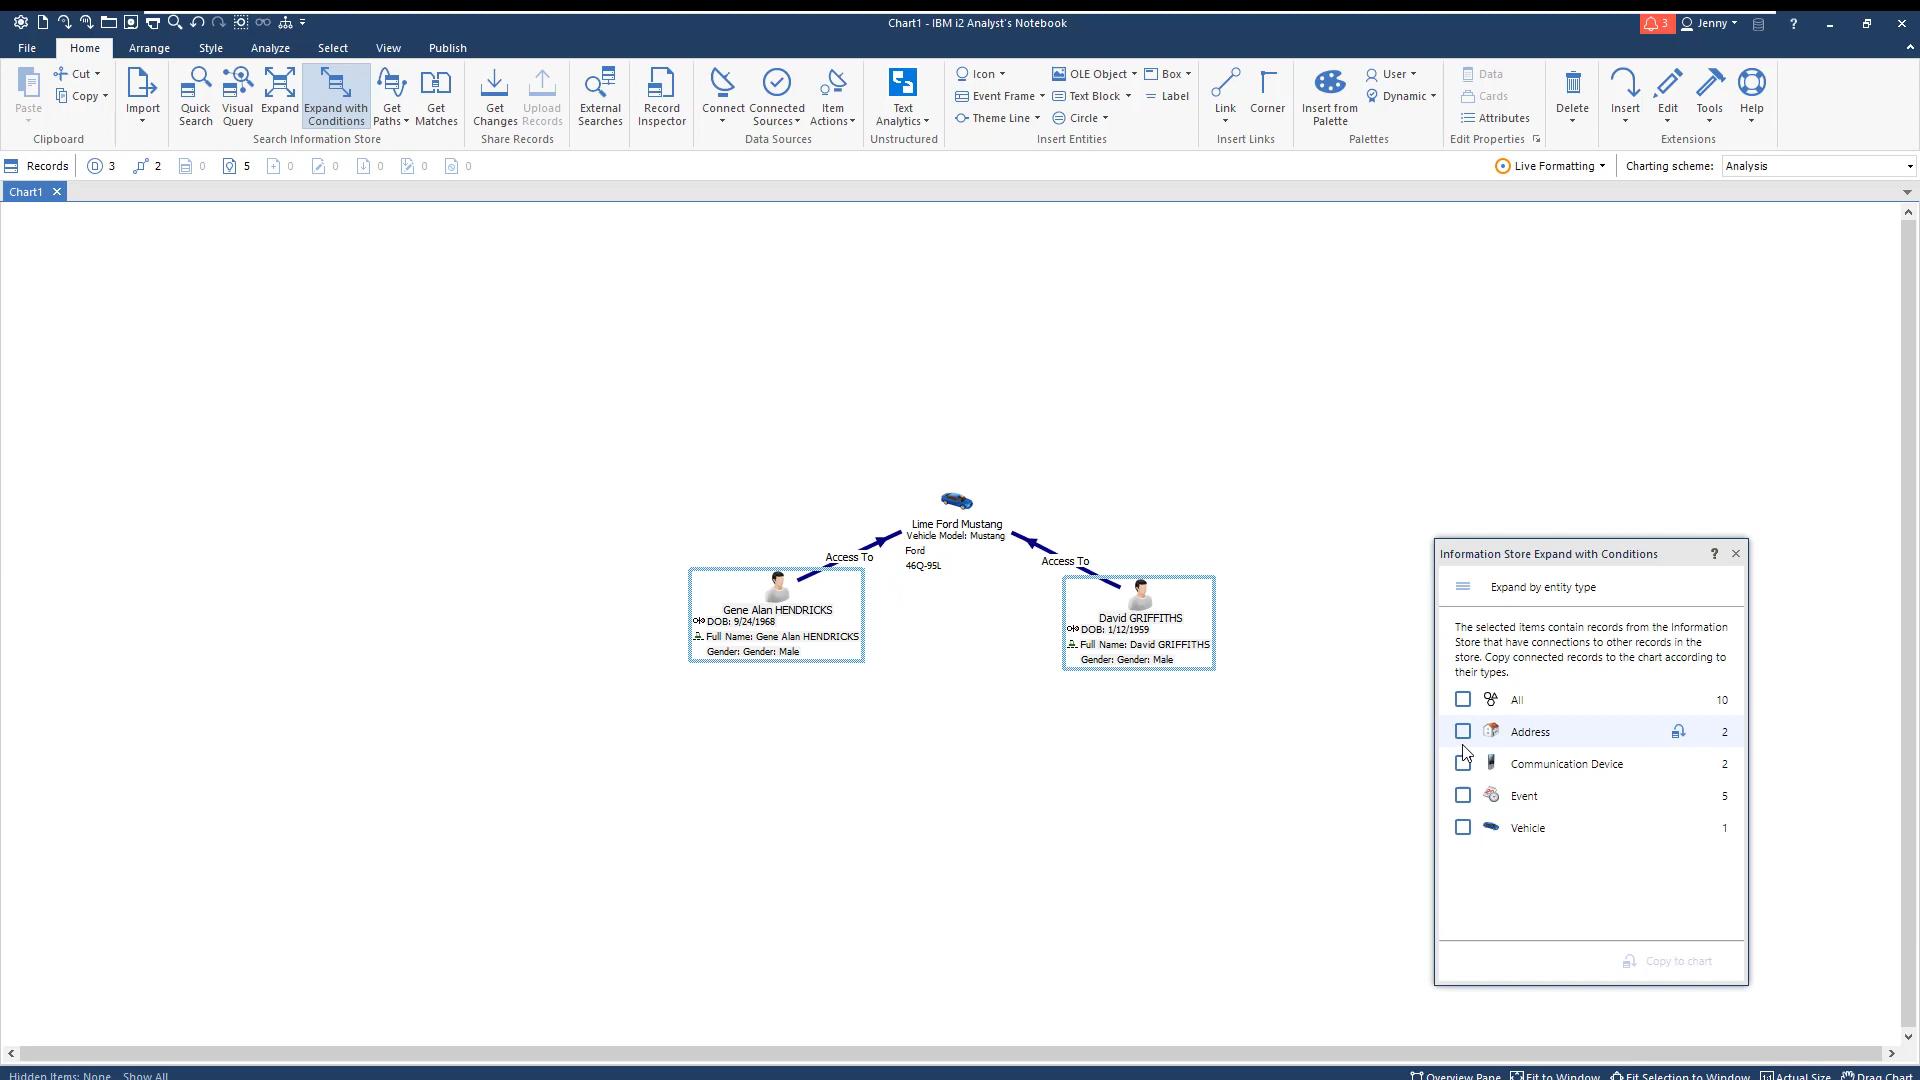 Chart1 - IBM i2 Analyst's Notebook
3
Jenny
?
File
Home
Arrange
Style
Analyze
Select
View
Publish
Paste
Cut
Copy
Clipboard
Import
Quick Search
Visual Query
Expand
Expand with Conditions
Get Paths
Get Matches
Search Information Store
Get Changes
Upload Records
Share Records
External Searches
Record Inspector
Connect
Connected Sources
Item Actions
Data Sources
Text Analytics
Unstructured
Icon
Event Frame
Theme Line
OLE Object
Text Block
Circle
Box
Label
Insert Entities
Link
Corner
Insert Links
Insert from Palette
User
Dynamic
Palettes
Data
Cards
Attributes
Edit Properties
Delete
Insert
Edit
Tools
Help
Extensions
Records
3
2
0
5
0
0
0
0
0
Live Formatting
Charting scheme:
Analysis
Chart1
Lime Ford Mustang
Vehicle Model: Mustang
Ford
46Q-95L
Access To
Access To
Gene Alan HENDRICKS
DOB: 9/24/1968
Full Name: Gene Alan HENDRICKS
Gender: Gender: Male
David GRIFFITHS
DOB: 1/12/1959
Full Name: David GRIFFITHS
Gender: Gender: Male
Information Store Expand with Conditions
?
Expand by entity type
The selected items contain records from the Information
Store that have connections to other records in the
store. Copy connected records to the chart according to
their types.
All 10
Address 2
Communication Device 2
Event 5
Vehicle 1
Copy to chart
Hidden Items: None Show All
Overview Pane
Fit to Window
Fit Selection to Window
Actual Size
Drag Chart